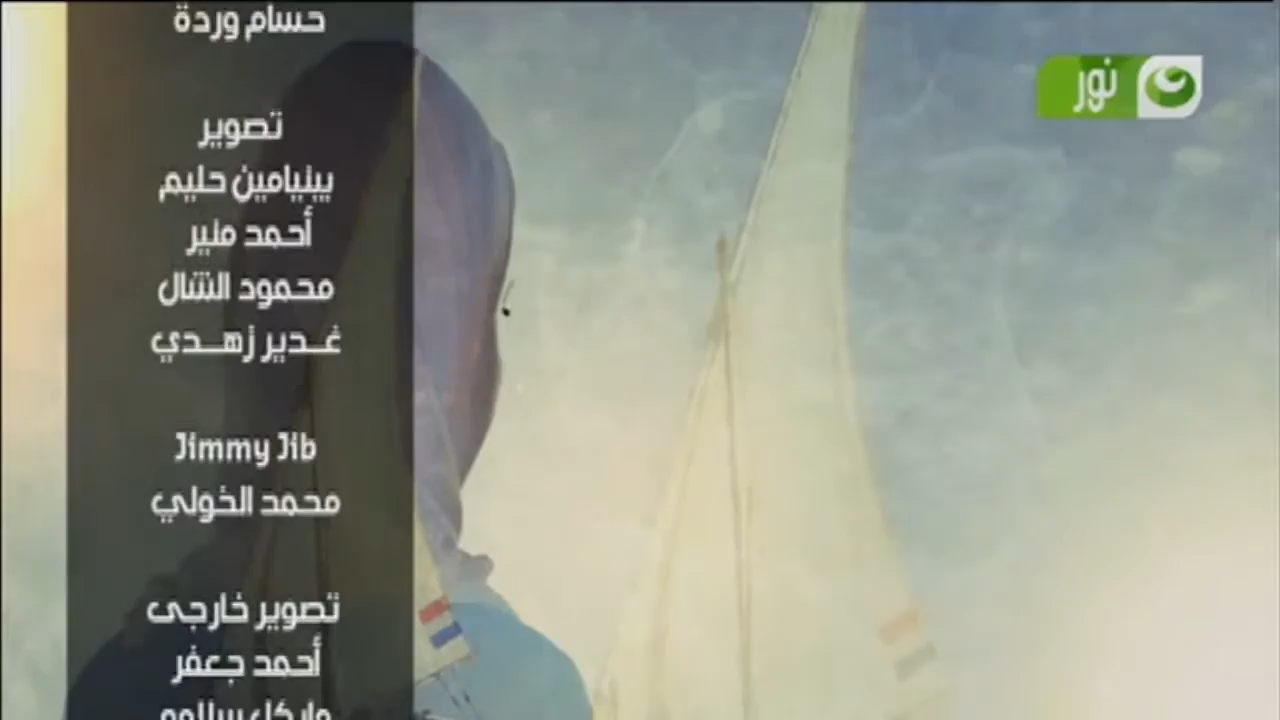 حسام وردة
نور
تصوير
بينيامين حليم
أحمد منير
محمود الشال
غدير زهدي
Jimmy Jib
محمد الخولي
تصوير خارجى
أحمد جعفر